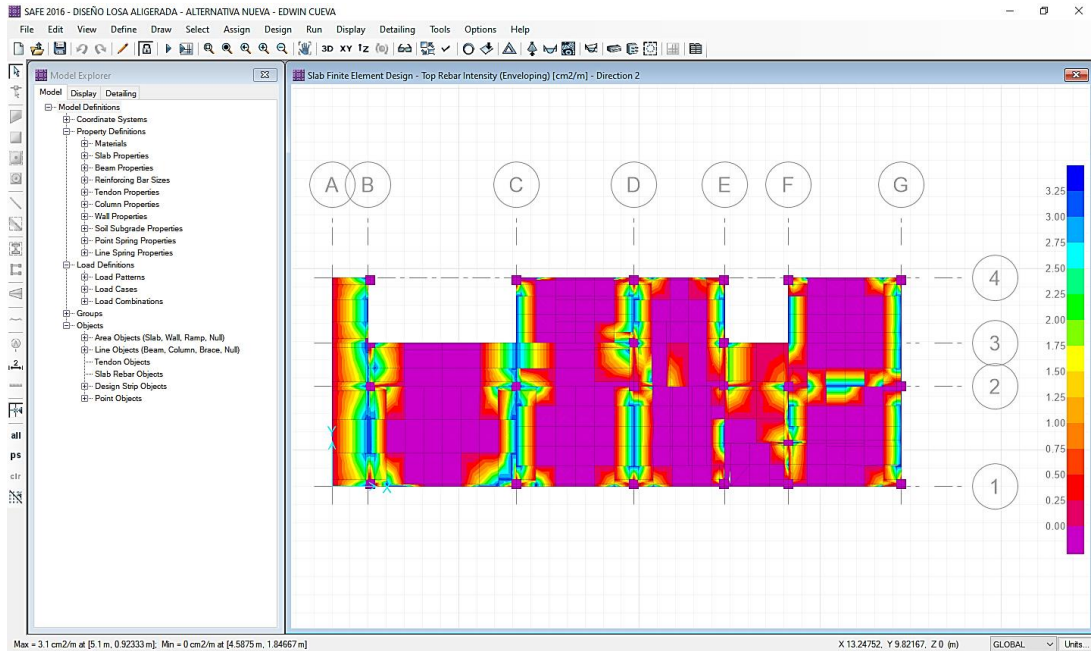 SAFE 2016 - DISEÑO LOSA ALIGERADA - ALTERNATIVA NUEVA - EDWIN CUEVA
File Edit View Define Draw Select Assign Design Run Display Detailing Tools Options Help
3D XY
Model Explorer
Model Display Detailing
Model Definitions
Coordinate Systems
Property Definitions
Materials
Slab Properties
Beam Properties
Reinforcing Bar Sizes
Tendon Properties
Column Properties
Wall Properties
Soil Subgrade Properties
Point Spring Properties
Line Spring Properties
Load Definitions
Load Patterns
Load Cases
Load Combinations
Groups
Objects
Area Objects (Slab, Wall, Ramp, Null)
Line Objects (Beam, Column, Brace, Null)
Tendon Objects
Slab Rebar Objects
Design Strip Objects
Point Objects
all
ps
clr
Slab Finite Element Design - Top Rebar Intensity (Enveloping) [cm2/m] - Direction 2
A B C D E F G
4
3
2
1
X
3.25
3.00
2.75
2.50
2.25
2.00
1.75
1.50
1.25
1.00
0.75
0.50
0.25
0.00
Max = 3.1 cm2/m at [5.1 m, 0.92333 m]; Min = 0 cm2/m at [4.5875 m, 1.84667 m]
X 13.24752, Y 9.82167, Z 0 (m)
GLOBAL
Units...